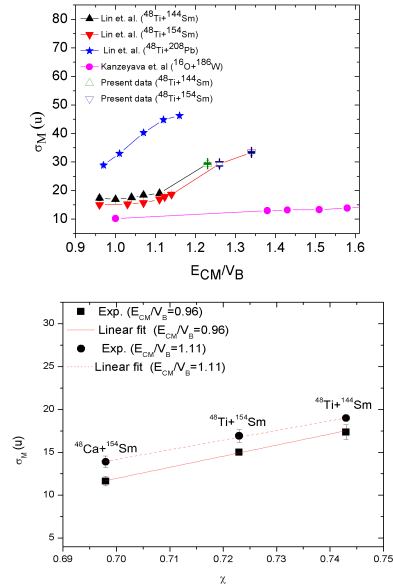 Lin et. al. (⁴⁸Ti+¹⁴⁴Sm)
Lin et. al. (⁴⁸Ti+¹⁵⁴Sm)
Lin et. al. (⁴⁸Ti+²⁰⁸Pb)
Kanzeyava et. al (¹⁶O+¹⁸⁶W)
Present data (⁴⁸Ti+¹⁴⁴Sm)
Present data (⁴⁸Ti+¹⁵⁴Sm)
80
70
60
50
40
30
20
10
σM (u)
0.9 1.0 1.1 1.2 1.3 1.4 1.5 1.6
ECM/VB
Exp. (ECM/VB=0.96)
Linear fit (ECM/VB=0.96)
Exp. (ECM/VB=1.11)
Linear fit (ECM/VB=1.11)
⁴⁸Ca+¹⁵⁴Sm
⁴⁸Ti+¹⁵⁴Sm
⁴⁸Ti+¹⁴⁴Sm
30
25
20
15
10
5
σM (u)
0.69 0.70 0.71 0.72 0.73 0.74 0.75
χ